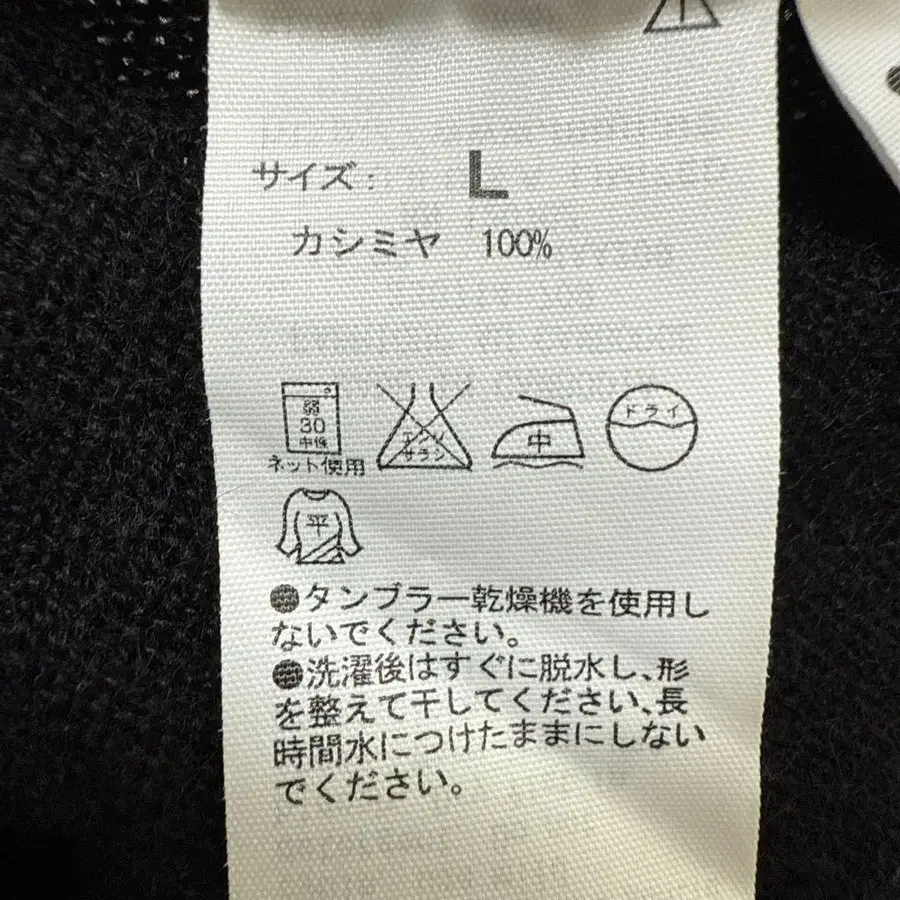 サイズ: L
カシミヤ 100%
弱
30
中性
ネット使用
エンソ
サラシ
中
ドライ
平
●タンブラー乾燥機を使用し
ないでください。
●洗濯後はすぐに脱水し、形
を整えて干してください、長
時間水につけたままにしない
でください。